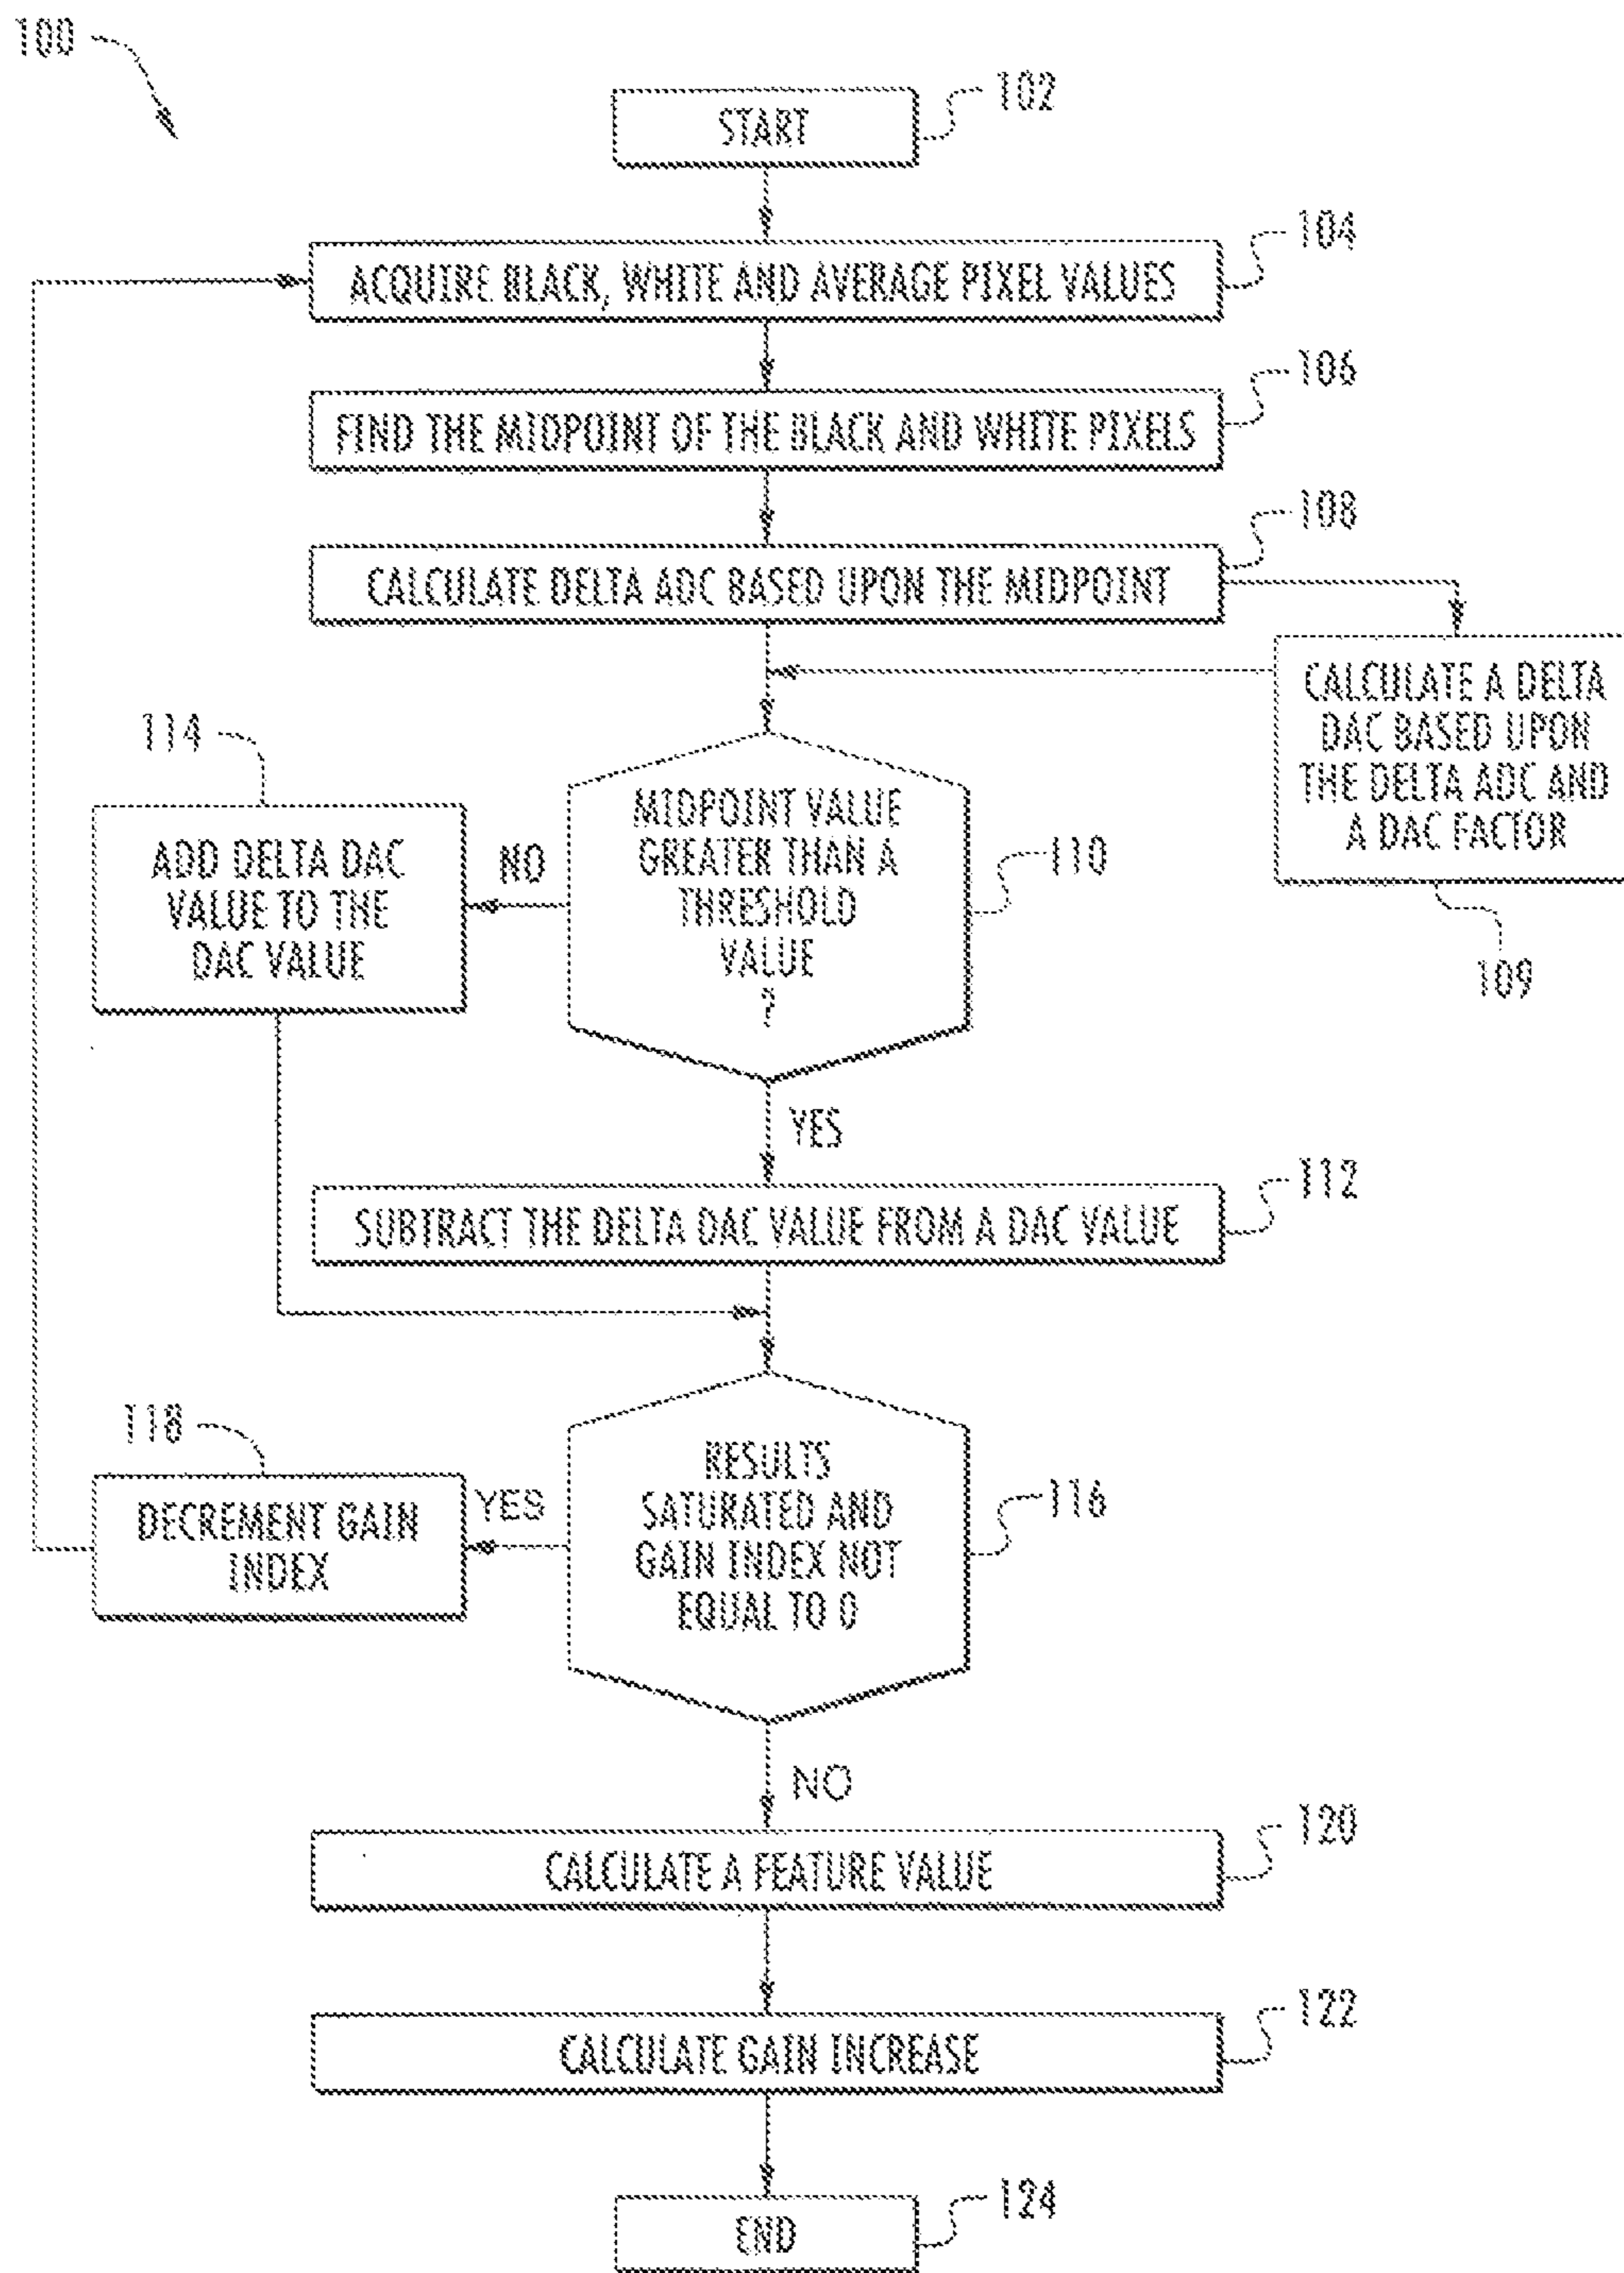 100
START
102
ACQUIRE BLACK, WHITE AND AVERAGE PIXEL VALUES
104
FIND THE MIDPOINT OF THE BLACK AND WHITE PIXELS
106
CALCULATE DELTA ADC BASED UPON THE MIDPOINT
108
CALCULATE A DELTA
DAC BASED UPON
THE DELTA ADC AND
A DAC FACTOR
109
MIDPOINT VALUE
GREATER THAN A
THRESHOLD
VALUE
?
110
NO
114
ADD DELTA DAC
VALUE TO THE
DAC VALUE
YES
SUBTRACT THE DELTA DAC VALUE FROM A DAC VALUE
112
RESULTS
SATURATED AND
GAIN INDEX NOT
EQUAL TO 0
116
YES
118
DECREMENT GAIN
INDEX
NO
CALCULATE A FEATURE VALUE
120
CALCULATE GAIN INCREASE
122
END
124